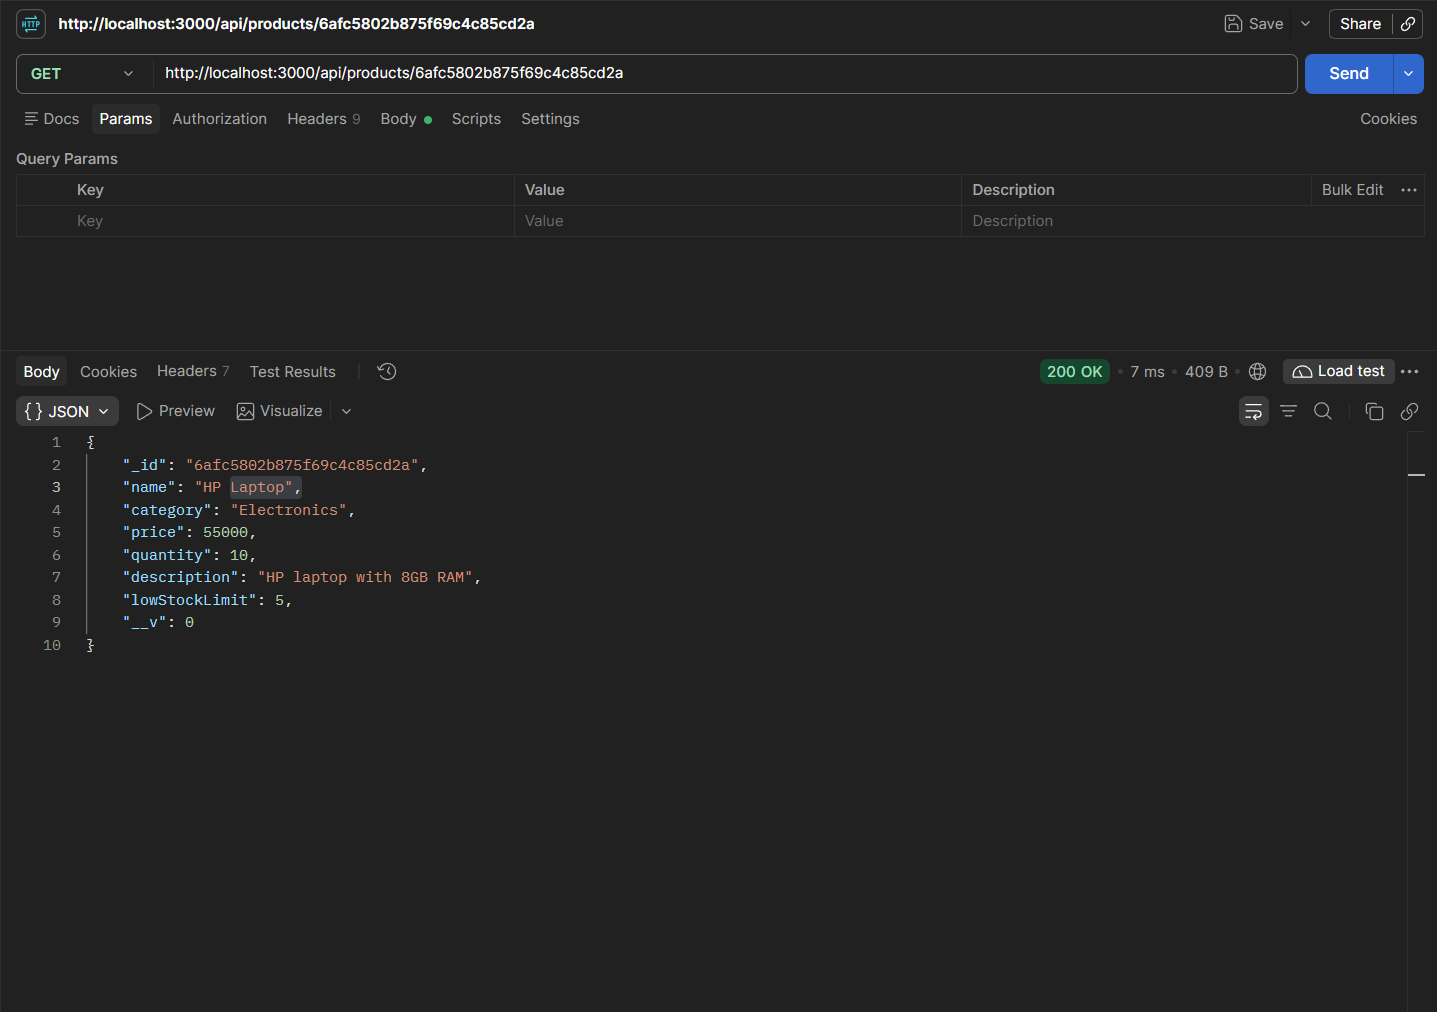 HTTP http://localhost:3000/api/products/6afc5802b875f69c4c85cd2a Save Share
GET http://localhost:3000/api/products/6afc5802b875f69c4c85cd2a Send
Docs Params Authorization Headers 9 Body Scripts Settings Cookies
Query Params
Key Value Description Bulk Edit
Key Value Description
Body Cookies Headers 7 Test Results 200 OK 7 ms 409 B Load test
{} JSON Preview Visualize
1 {
2 "_id": "6afc5802b875f69c4c85cd2a",
3 "name": "HP Laptop",
4 "category": "Electronics",
5 "price": 55000,
6 "quantity": 10,
7 "description": "HP laptop with 8GB RAM",
8 "lowStockLimit": 5,
9 "__v": 0
10 }